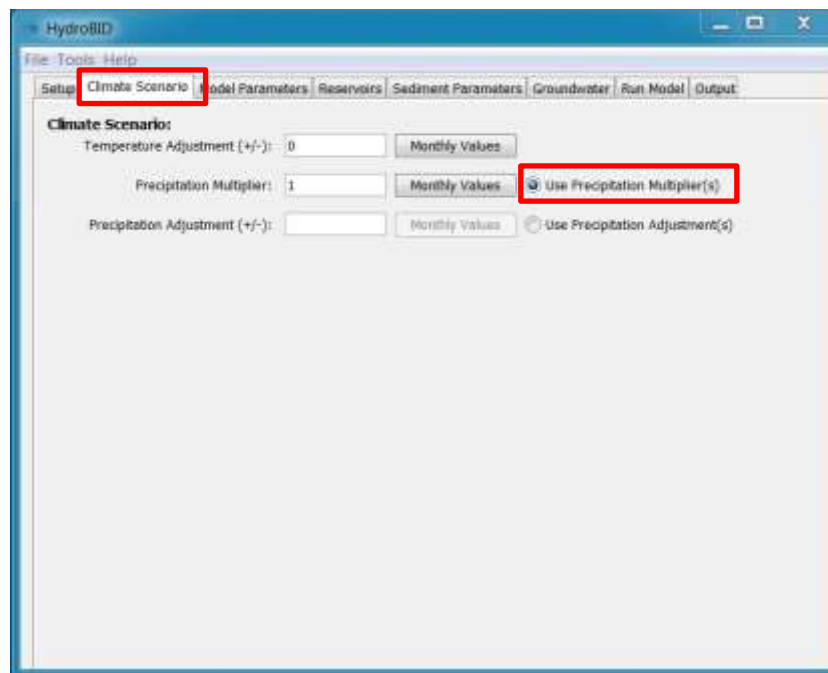 HydroBID
File Tools Help
Setup Climate Scenario Model Parameters Reservoirs Sediment Parameters Groundwater Run Model Output
Climate Scenario:
Temperature Adjustment (+/-): 0 Monthly Values
Precipitation Multiplier: 1 Monthly Values Use Precipitation Multiplier(s)
Precipitation Adjustment (+/-): Monthly Values Use Precipitation Adjustment(s)